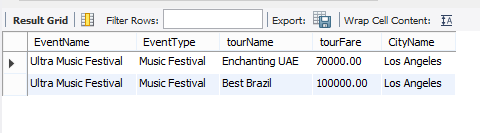 Result Grid Filter Rows: Export: Wrap Cell Content: IA
EventName EventType tourName tourFare CityName
Ultra Music Festival Music Festival Enchanting UAE 70000.00 Los Angeles
Ultra Music Festival Music Festival Best Brazil 100000.00 Los Angeles